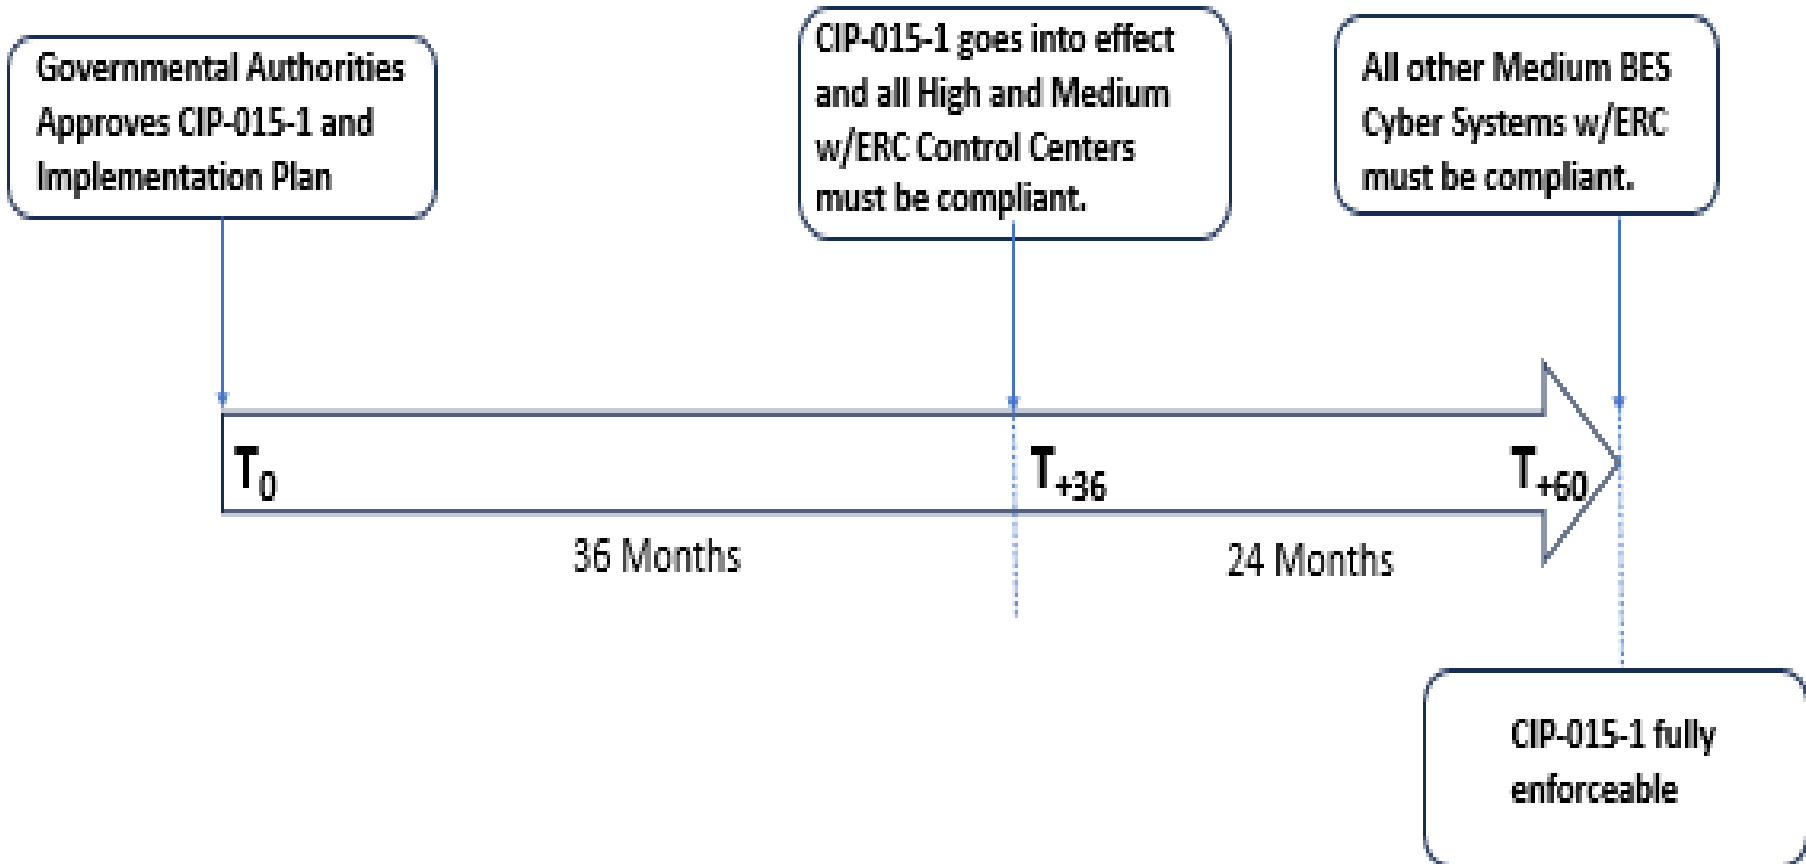 Governmental Authorities
Approves CIP-015-1 and
Implementation Plan
CIP-015-1 goes into effect
and all High and Medium
w/ERC Control Centers
must be compliant.
All other Medium BES
Cyber Systems w/ERC
must be compliant.
T0
T+36
T+60
36 Months
24 Months
CIP-015-1 fully
enforceable